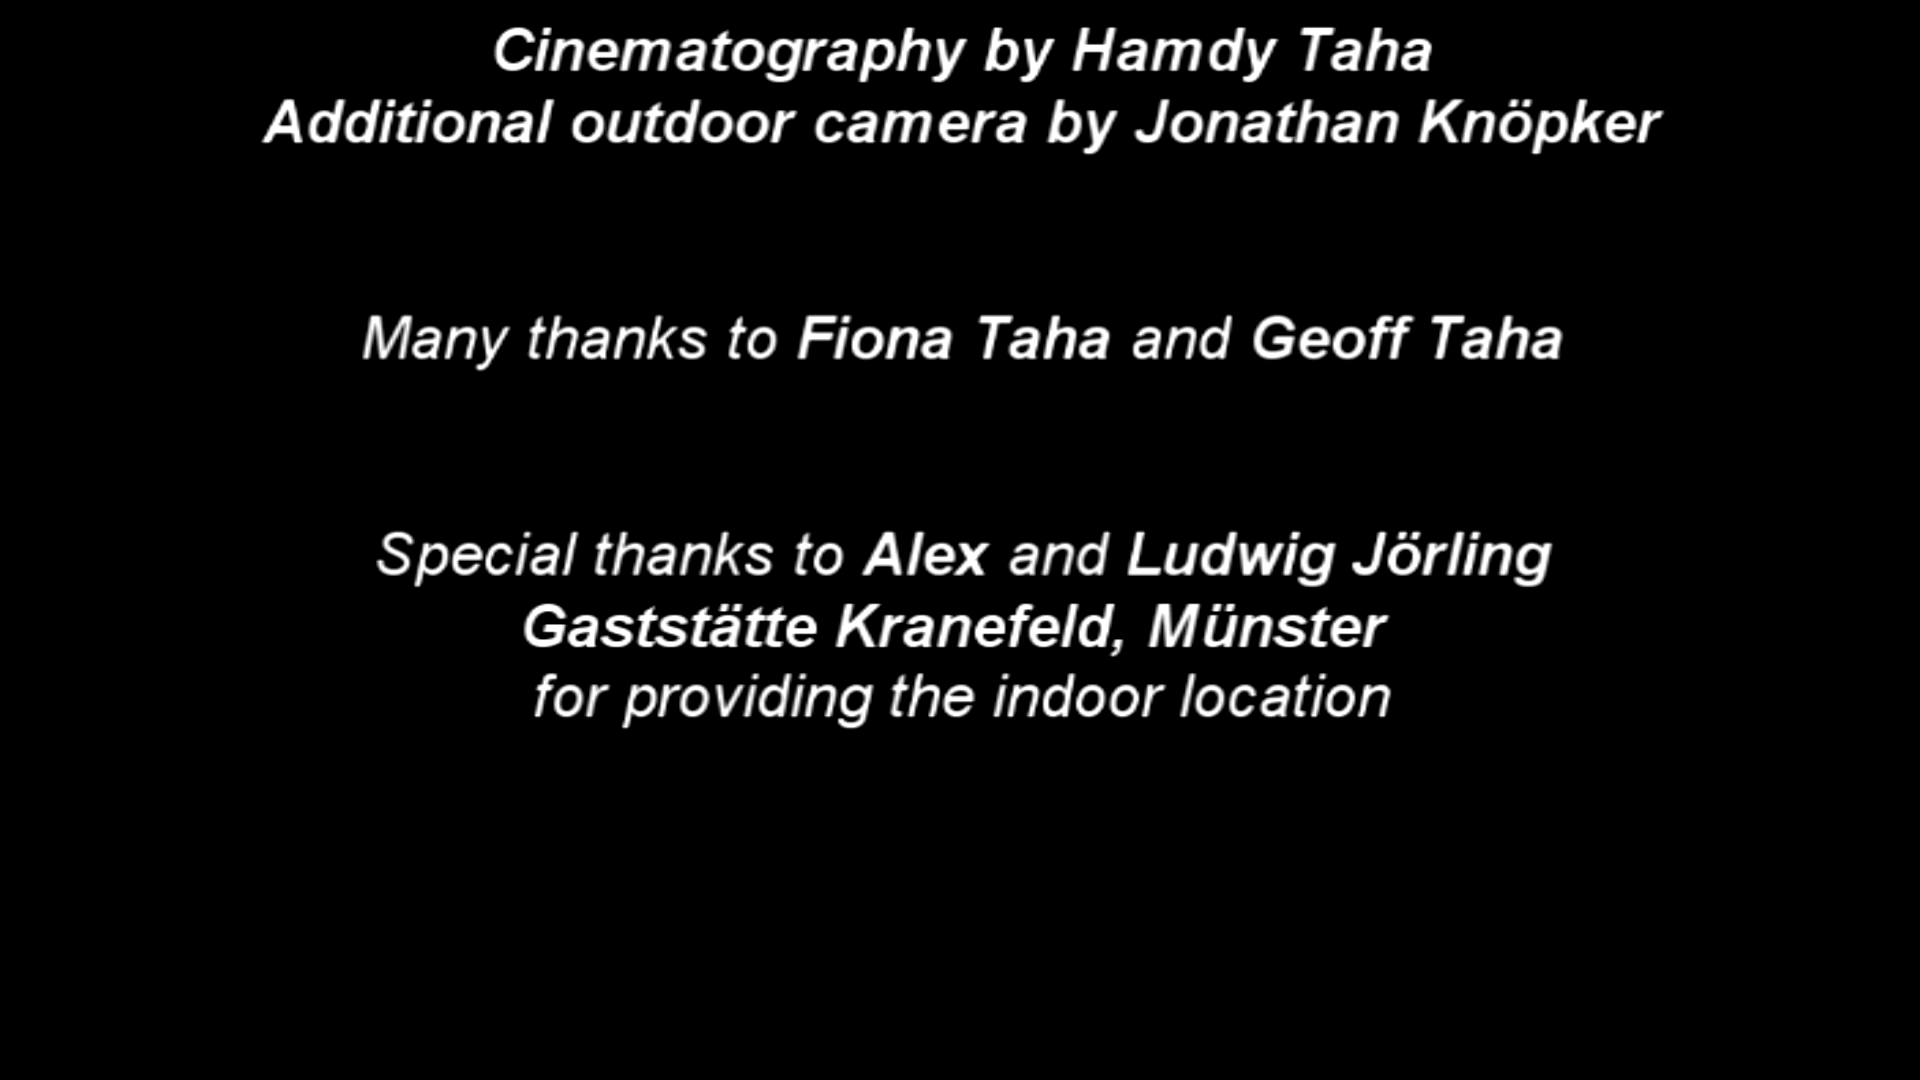 Cinematography by Hamdy Taha
Additional outdoor camera by Jonathan Knöpker
Many thanks to Fiona Taha and Geoff Taha
Special thanks to Alex and Ludwig Jörling
Gaststätte Kranefeld, Münster
for providing the indoor location